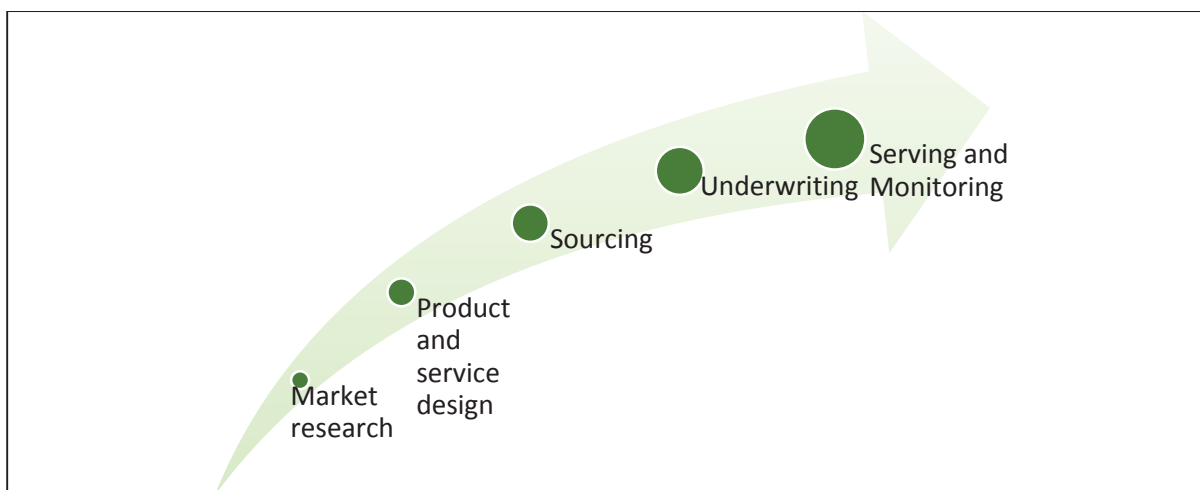 Market
research
Product
and
service
design
Sourcing
Underwriting
Serving and
Monitoring